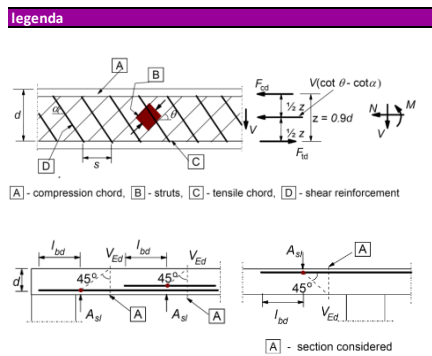 legenda
A
B
F_cd
V(cot θ - cotα)
α
θ
½ z
d
V
z = 0.9d
N
M
V
½ z
D
s
C
F_td
A - compression chord, B - struts, C - tensile chord, D - shear reinforcement
l_bd V_Ed l_bd V_Ed
A_sl A
45° 45°
d
A
A_sl A_sl A
45°
l_bd V_Ed
A - section considered